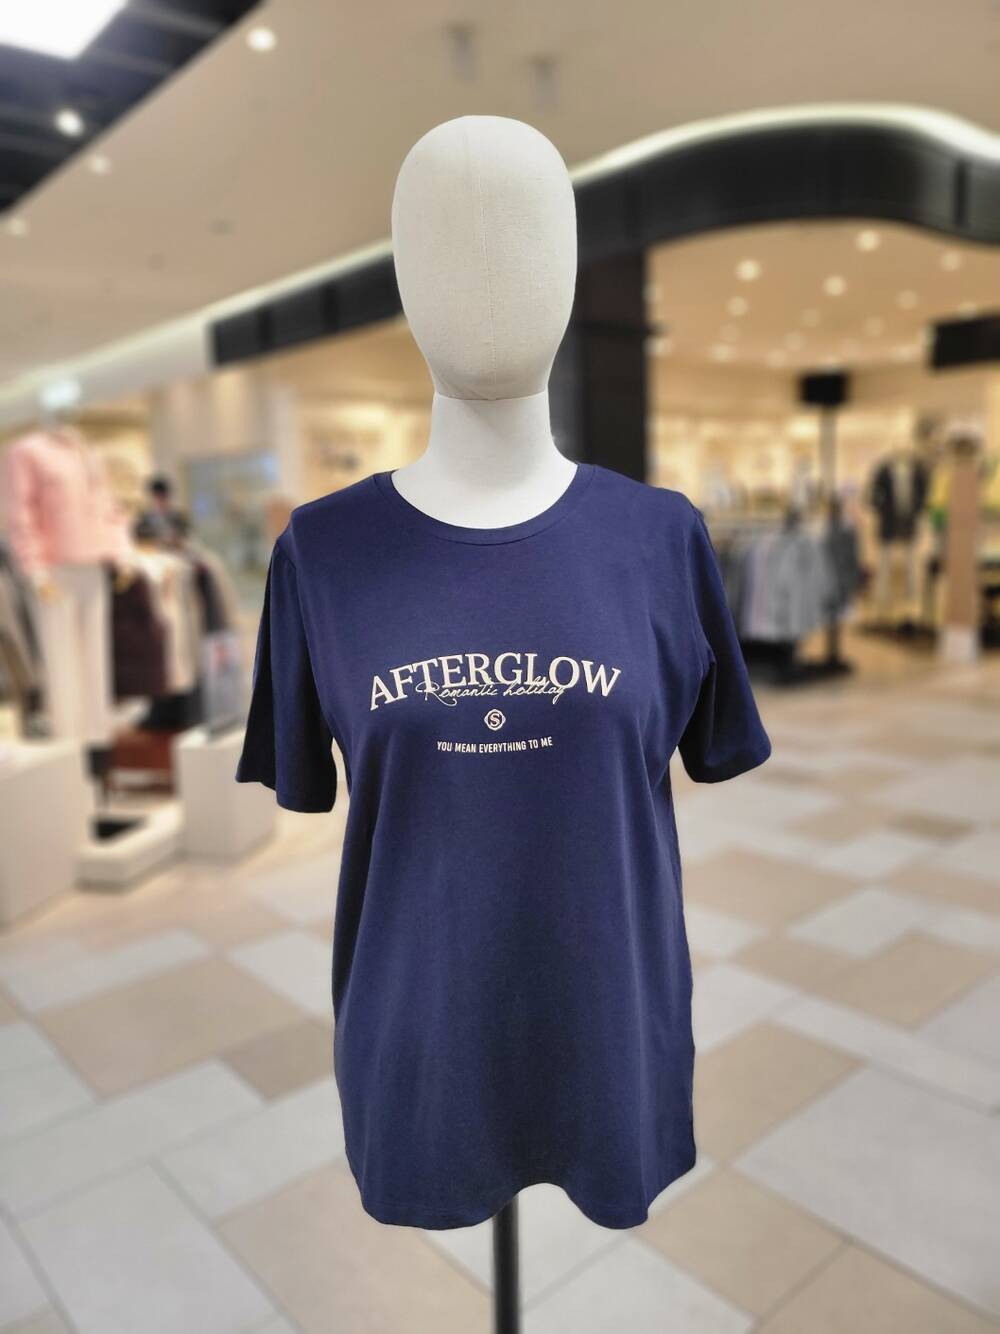 AFTERGLOW
Romantic holiday
S
YOU MEAN EVERYTHING TO ME